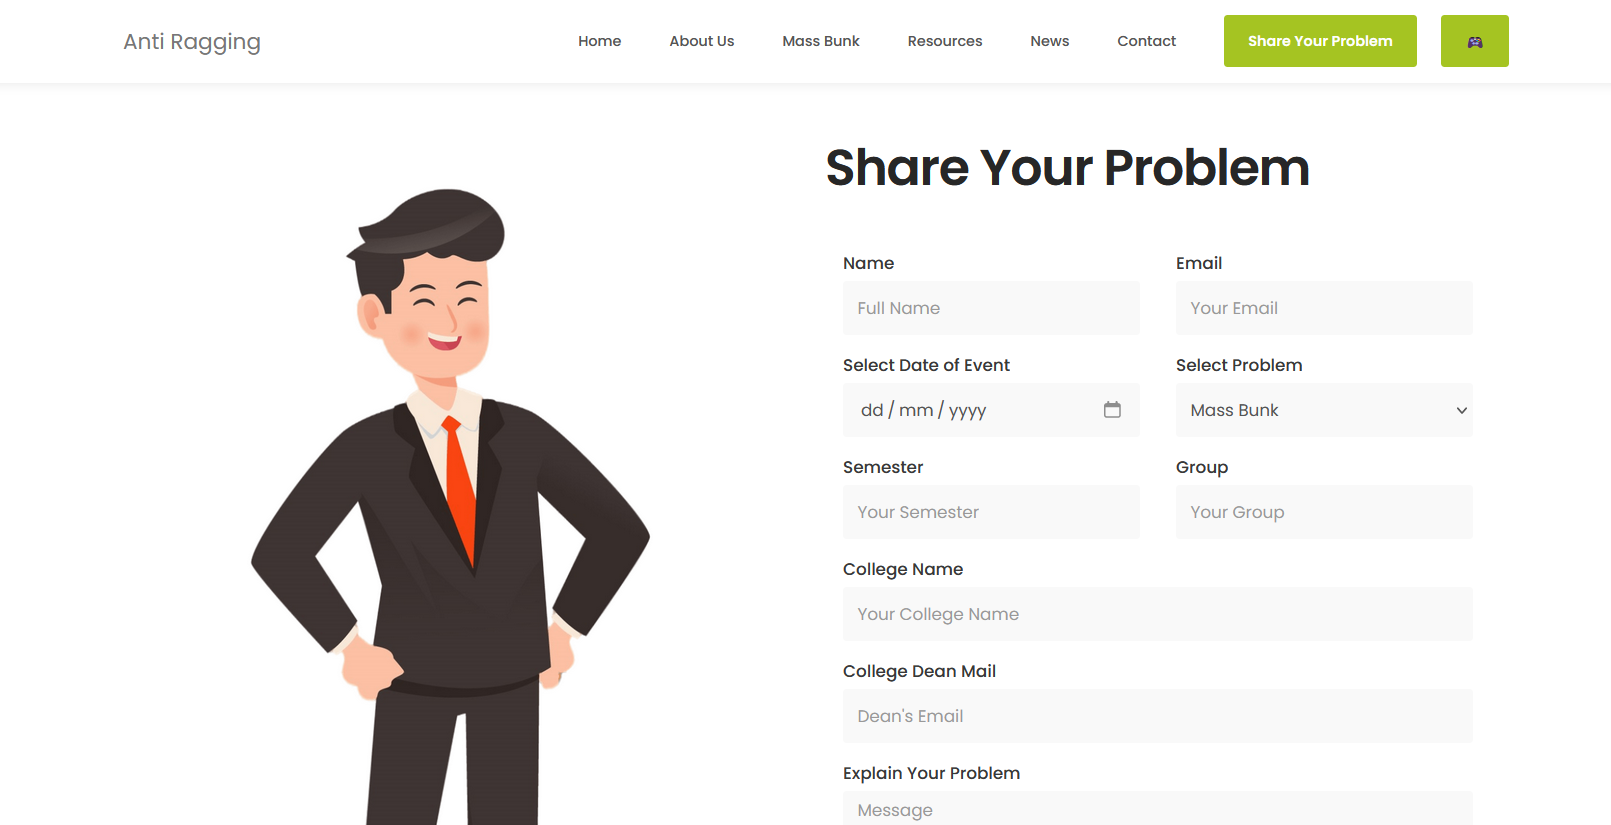 Anti Ragging
Home About Us Mass Bunk Resources News Contact Share Your Problem
Share Your Problem
Name Email
Full Name Your Email
Select Date of Event Select Problem
dd / mm / yyyy Mass Bunk
Semester Group
Your Semester Your Group
College Name
Your College Name
College Dean Mail
Dean's Email
Explain Your Problem
Message